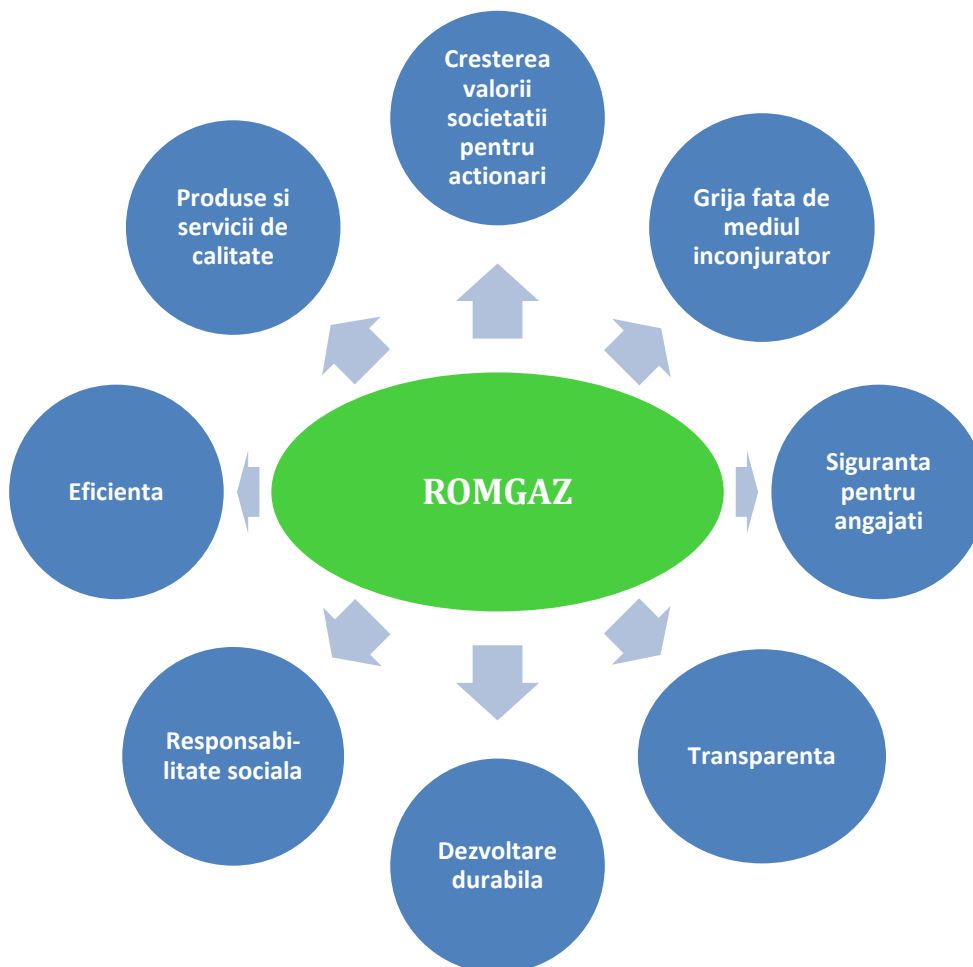 Cresterea
valorii
societatii
pentru
actionari
Produse si
servicii de
calitate
Grija fata de
mediul
inconjurator
Eficienta
ROMGAZ
Siguranta
pentru
angajati
Responsabi-
litate sociala
Transparenta
Dezvoltare
durabila